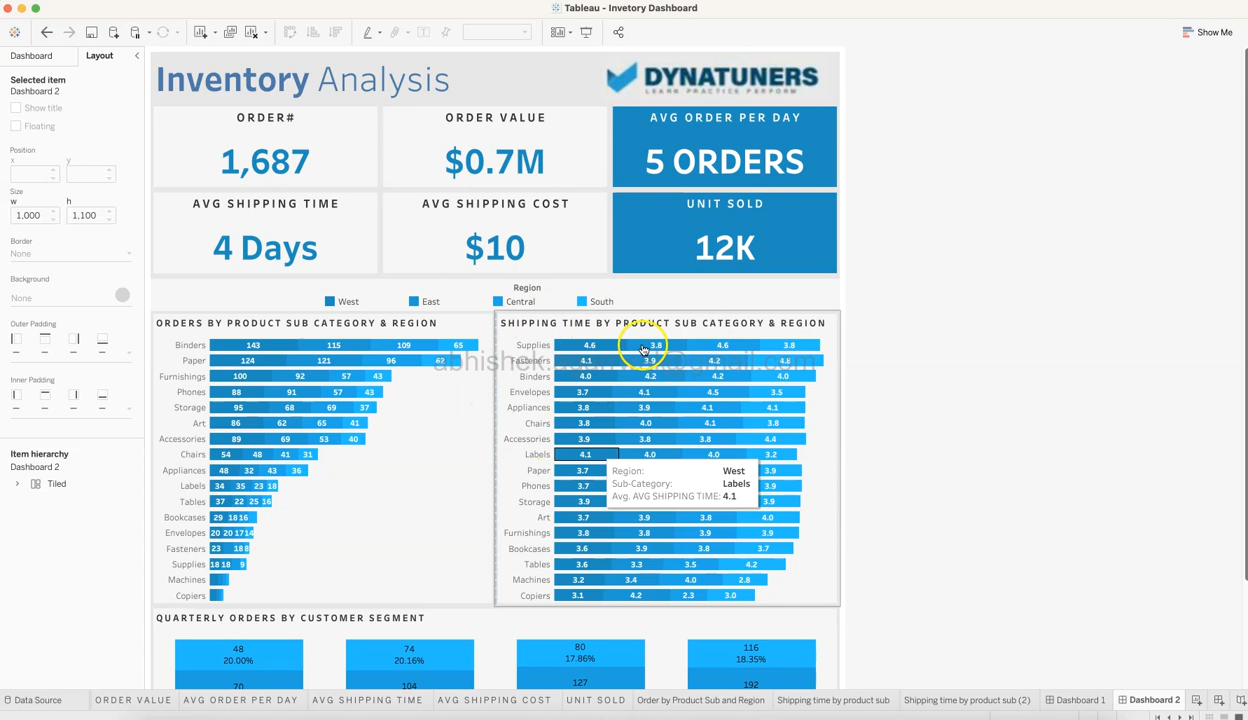 Tableau - Invetory Dashboard
Show Me
Dashboard
Layout
Selected item
Dashboard 2
Show title
Floating
Position
x
y
Size
w
h
1,000
1,100
Border
None
Background
None
Outer Padding
Inner Padding
Item hierarchy
Dashboard 2
Tiled
Inventory Analysis
DYNATUNERS
LEARN PRACTICE PERFORM
ORDER#
ORDER VALUE
AVG ORDER PER DAY
1,687
$0.7M
5 ORDERS
AVG SHIPPING TIME
AVG SHIPPING COST
UNIT SOLD
4 Days
$10
12K
Region
West
East
Central
South
ORDERS BY PRODUCT SUB CATEGORY & REGION
Binders 143 115 109 65
Paper 124 121 96 62
Furnishings 100 92 57 43
Phones 88 91 57 43
Storage 95 68 69 37
Art 86 62 65 41
Accessories 89 69 53 40
Chairs 54 48 41 31
Appliances 48 32 43 36
Labels 34 35 23 18
Tables 37 22 25 16
Bookcases 29 18 16
Envelopes 20 20 17 14
Fasteners 23 18 8
Supplies 18 18 9
Machines
Copiers
SHIPPING TIME BY PRODUCT SUB CATEGORY & REGION
Supplies 4.6 3.8 4.6 3.8
Fasteners 4.1 3.9 4.2 4.8
Binders 4.0 4.2 4.2 4.0
Envelopes 3.7 4.1 4.5 3.5
Appliances 3.8 3.9 4.1 4.1
Chairs 3.8 4.0 4.1 3.8
Accessories 3.9 3.8 3.8 4.4
Labels 4.1 4.0 4.0 3.2
Paper 3.7 3.9
Phones 3.7 3.9
Storage 3.9 3.9
Art 3.7 3.9 3.8 4.0
Furnishings 3.8 3.8 3.9 3.9
Bookcases 3.6 3.9 3.8 3.7
Tables 3.6 3.3 3.5 4.2
Machines 3.2 3.4 4.0 2.8
Copiers 3.1 4.2 2.3 3.0
Region: West
Sub-Category: Labels
Avg. AVG SHIPPING TIME: 4.1
QUARTERLY ORDERS BY CUSTOMER SEGMENT
48 74 80 116
20.00% 20.16% 17.86% 18.35%
70 104 127 192
Data Source
ORDER VALUE
AVG ORDER PER DAY
AVG SHIPPING TIME
AVG SHIPPING COST
UNIT SOLD
Order by Product Sub and Region
Shipping time by product sub
Shipping time by product sub (2)
Dashboard 1
Dashboard 2